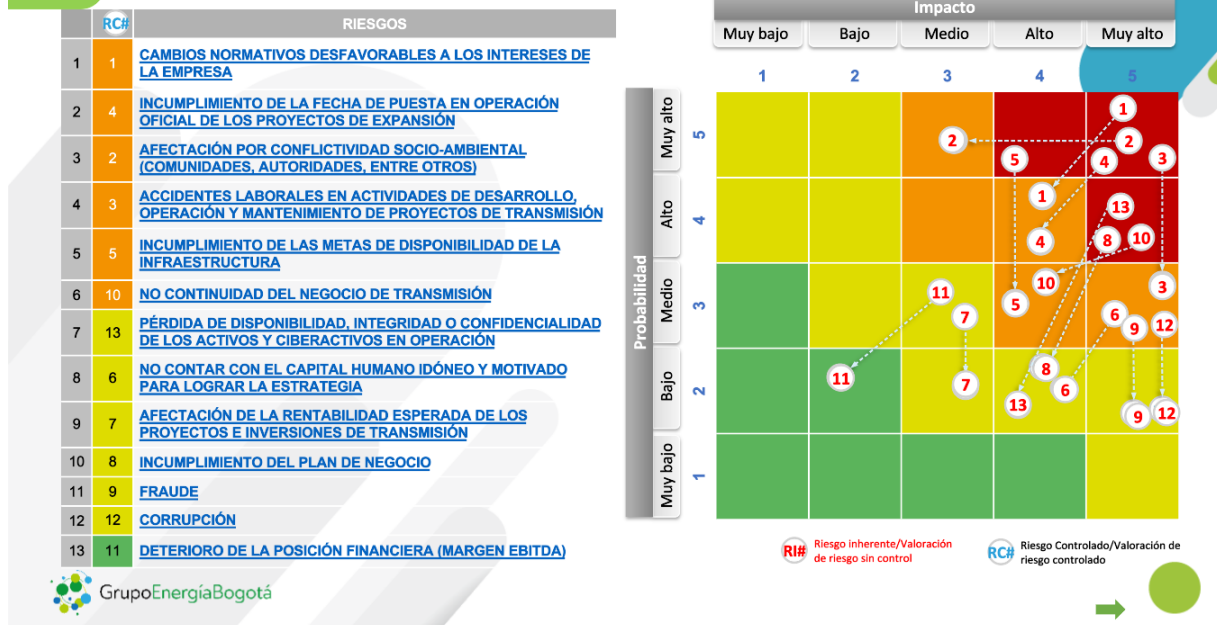 RC# RIESGOS
1 1 CAMBIOS NORMATIVOS DESFAVORABLES A LOS INTERESES DE
LA EMPRESA
2 4 INCUMPLIMIENTO DE LA FECHA DE PUESTA EN OPERACIÓN
OFICIAL DE LOS PROYECTOS DE EXPANSIÓN
3 2 AFECTACIÓN POR CONFLICTIVIDAD SOCIO-AMBIENTAL
(COMUNIDADES, AUTORIDADES, ENTRE OTROS)
4 3 ACCIDENTES LABORALES EN ACTIVIDADES DE DESARROLLO,
OPERACIÓN Y MANTENIMIENTO DE PROYECTOS DE TRANSMISIÓN
5 5 INCUMPLIMIENTO DE LAS METAS DE DISPONIBILIDAD DE LA
INFRAESTRUCTURA
6 10 NO CONTINUIDAD DEL NEGOCIO DE TRANSMISIÓN
7 13 PÉRDIDA DE DISPONIBILIDAD, INTEGRIDAD O CONFIDENCIALIDAD
DE LOS ACTIVOS Y CIBERACTIVOS EN OPERACIÓN
8 6 NO CONTAR CON EL CAPITAL HUMANO IDÓNEO Y MOTIVADO
PARA LOGRAR LA ESTRATEGIA
9 7 AFECTACIÓN DE LA RENTABILIDAD ESPERADA DE LOS
PROYECTOS E INVERSIONES DE TRANSMISIÓN
10 8 INCUMPLIMIENTO DEL PLAN DE NEGOCIO
11 9 FRAUDE
12 12 CORRUPCIÓN
13 11 DETERIORO DE LA POSICIÓN FINANCIERA (MARGEN EBITDA)
GrupoEnergíaBogotá
Impacto
Muy bajo Bajo Medio Alto Muy alto
1 2 3 4 5
Probabilidad
Muy alto 5
Alto 4
Medio 3
Bajo 2
Muy bajo 1
1
2 2
5 4 3
1 13
4 8 10
11 10 3
7 5 6 9 12
11 7 8 6
13 9 12
RI# Riesgo inherente/Valoración
de riesgo sin control
RC# Riesgo Controlado/Valoración de
riesgo controlado